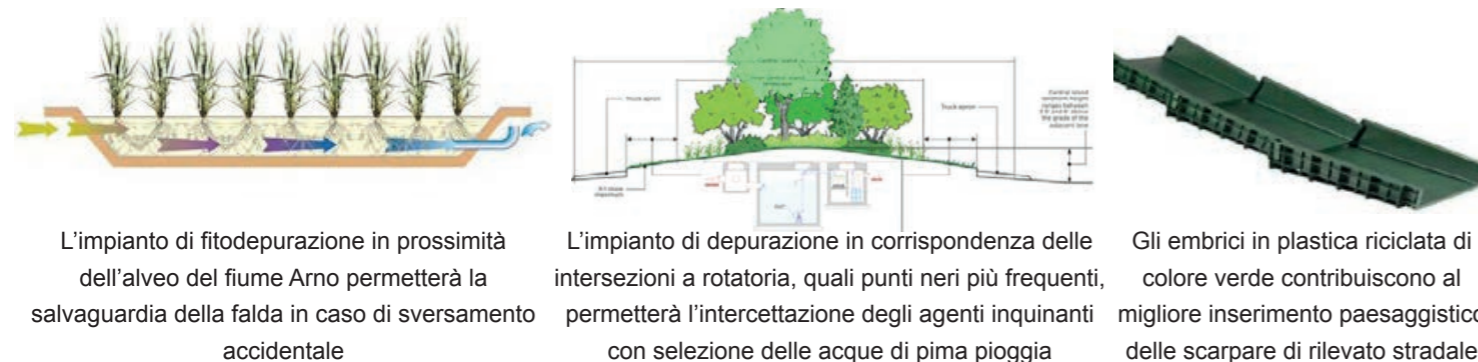 Truck apron
L'impianto di fitodepurazione in prossimità
dell'alveo del fiume Arno permetterà la
salvaguardia della falda in caso di sversamento
accidentale
L'impianto di depurazione in corrispondenza delle
intersezioni a rotatoria, quali punti neri più frequenti,
permetterà l'intercettazione degli agenti inquinanti
con selezione delle acque di pima pioggia
Gli embrici in plastica riciclata di
colore verde contribuiscono al
migliore inserimento paesaggistico
delle scarpare di rilevato stradale